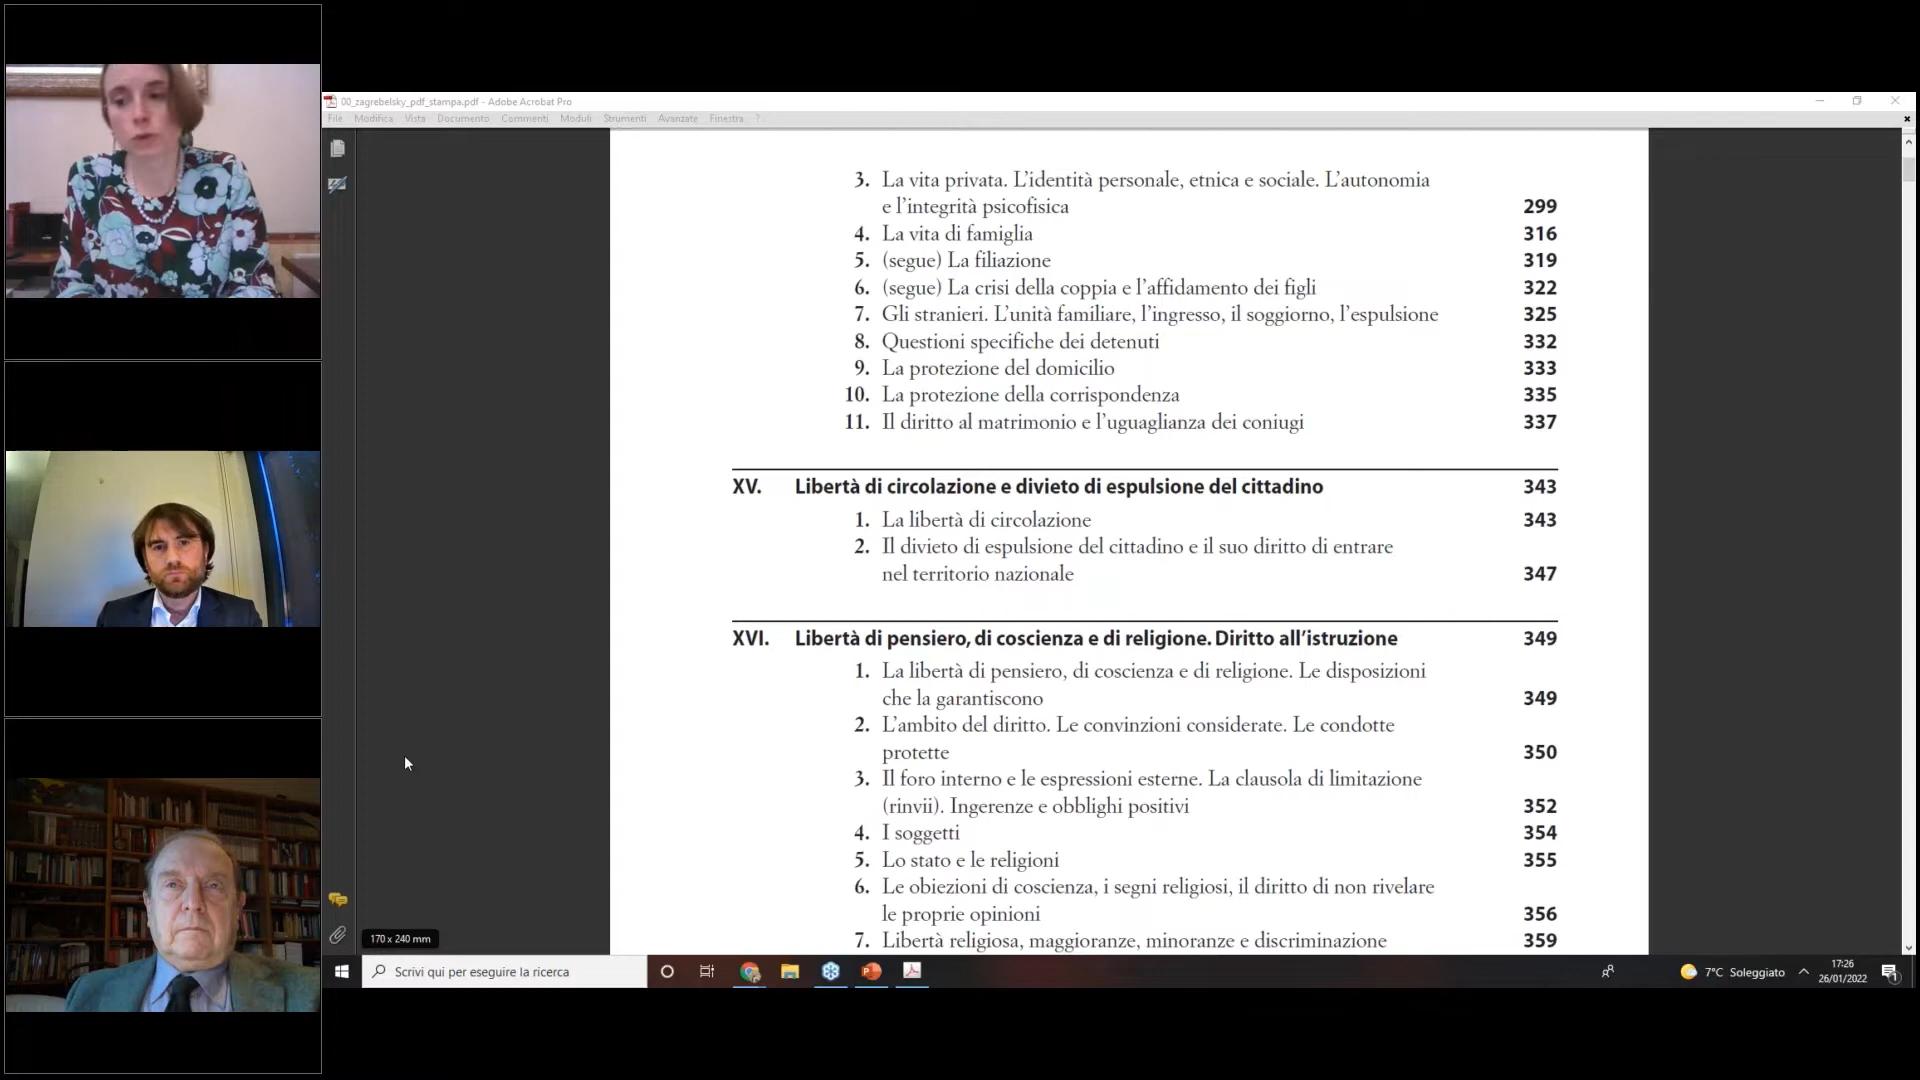 00_zagrebelsky_pdf_stampa.pdf - Adobe Acrobat Pro
File Modifica Vista Documento Commenti Moduli Strumenti Avanzate Finestra ?
3. La vita privata. L'identità personale, etnica e sociale. L'autonomia
e l'integrità psicofisica 299
4. La vita di famiglia 316
5. (segue) La filiazione 319
6. (segue) La crisi della coppia e l'affidamento dei figli 322
7. Gli stranieri. L'unità familiare, l'ingresso, il soggiorno, l'espulsione 325
8. Questioni specifiche dei detenuti 332
9. La protezione del domicilio 333
10. La protezione della corrispondenza 335
11. Il diritto al matrimonio e l'uguaglianza dei coniugi 337
XV. Libertà di circolazione e divieto di espulsione del cittadino 343
1. La libertà di circolazione 343
2. Il divieto di espulsione del cittadino e il suo diritto di entrare
nel territorio nazionale 347
XVI. Libertà di pensiero, di coscienza e di religione. Diritto all'istruzione 349
1. La libertà di pensiero, di coscienza e di religione. Le disposizioni
che la garantiscono 349
2. L'ambito del diritto. Le convinzioni considerate. Le condotte
protette 350
3. Il foro interno e le espressioni esterne. La clausola di limitazione
(rinvii). Ingerenze e obblighi positivi 352
4. I soggetti 354
5. Lo stato e le religioni 355
6. Le obiezioni di coscienza, i segni religiosi, il diritto di non rivelare
le proprie opinioni 356
7. Libertà religiosa, maggioranze, minoranze e discriminazione 359
170 x 240 mm
Scrivi qui per eseguire la ricerca
7°C Soleggiato
17:26
26/01/2022
1